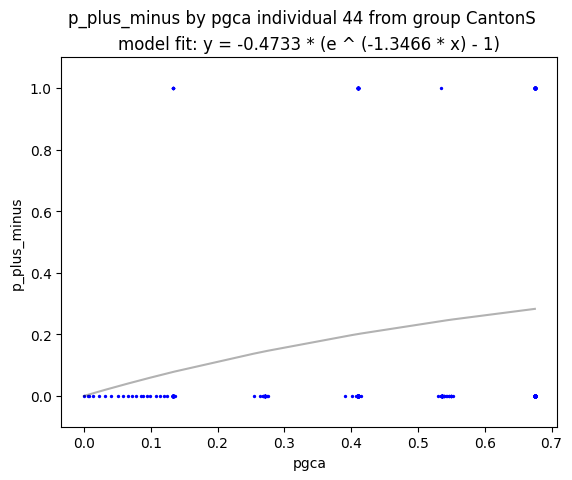 p_plus_minus by pgca individual 44 from group CantonS
model fit: y = -0.4733 * (e ^ (-1.3466 * x) - 1)
1.0
0.8
0.6
0.4
0.2
0.0
p_plus_minus
0.0 0.1 0.2 0.3 0.4 0.5 0.6 0.7
pgca